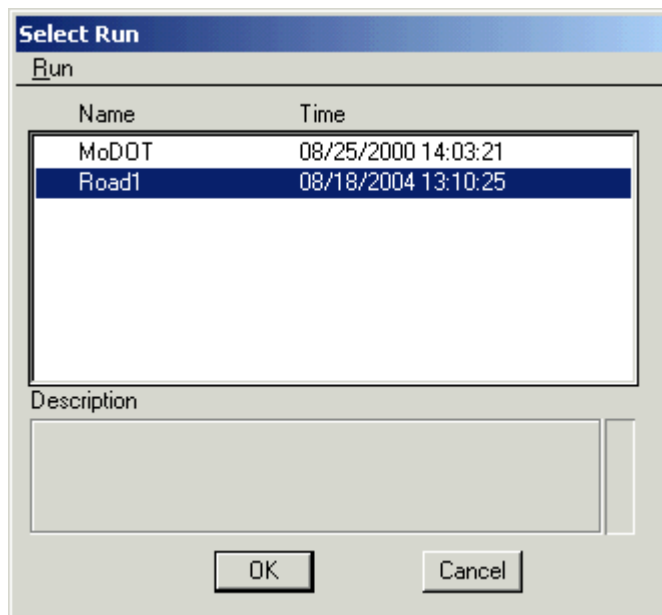 Select Run
Run
Name Time
MoDOT 08/25/2000 14:03:21
Road1 08/18/2004 13:10:25
Description
OK Cancel